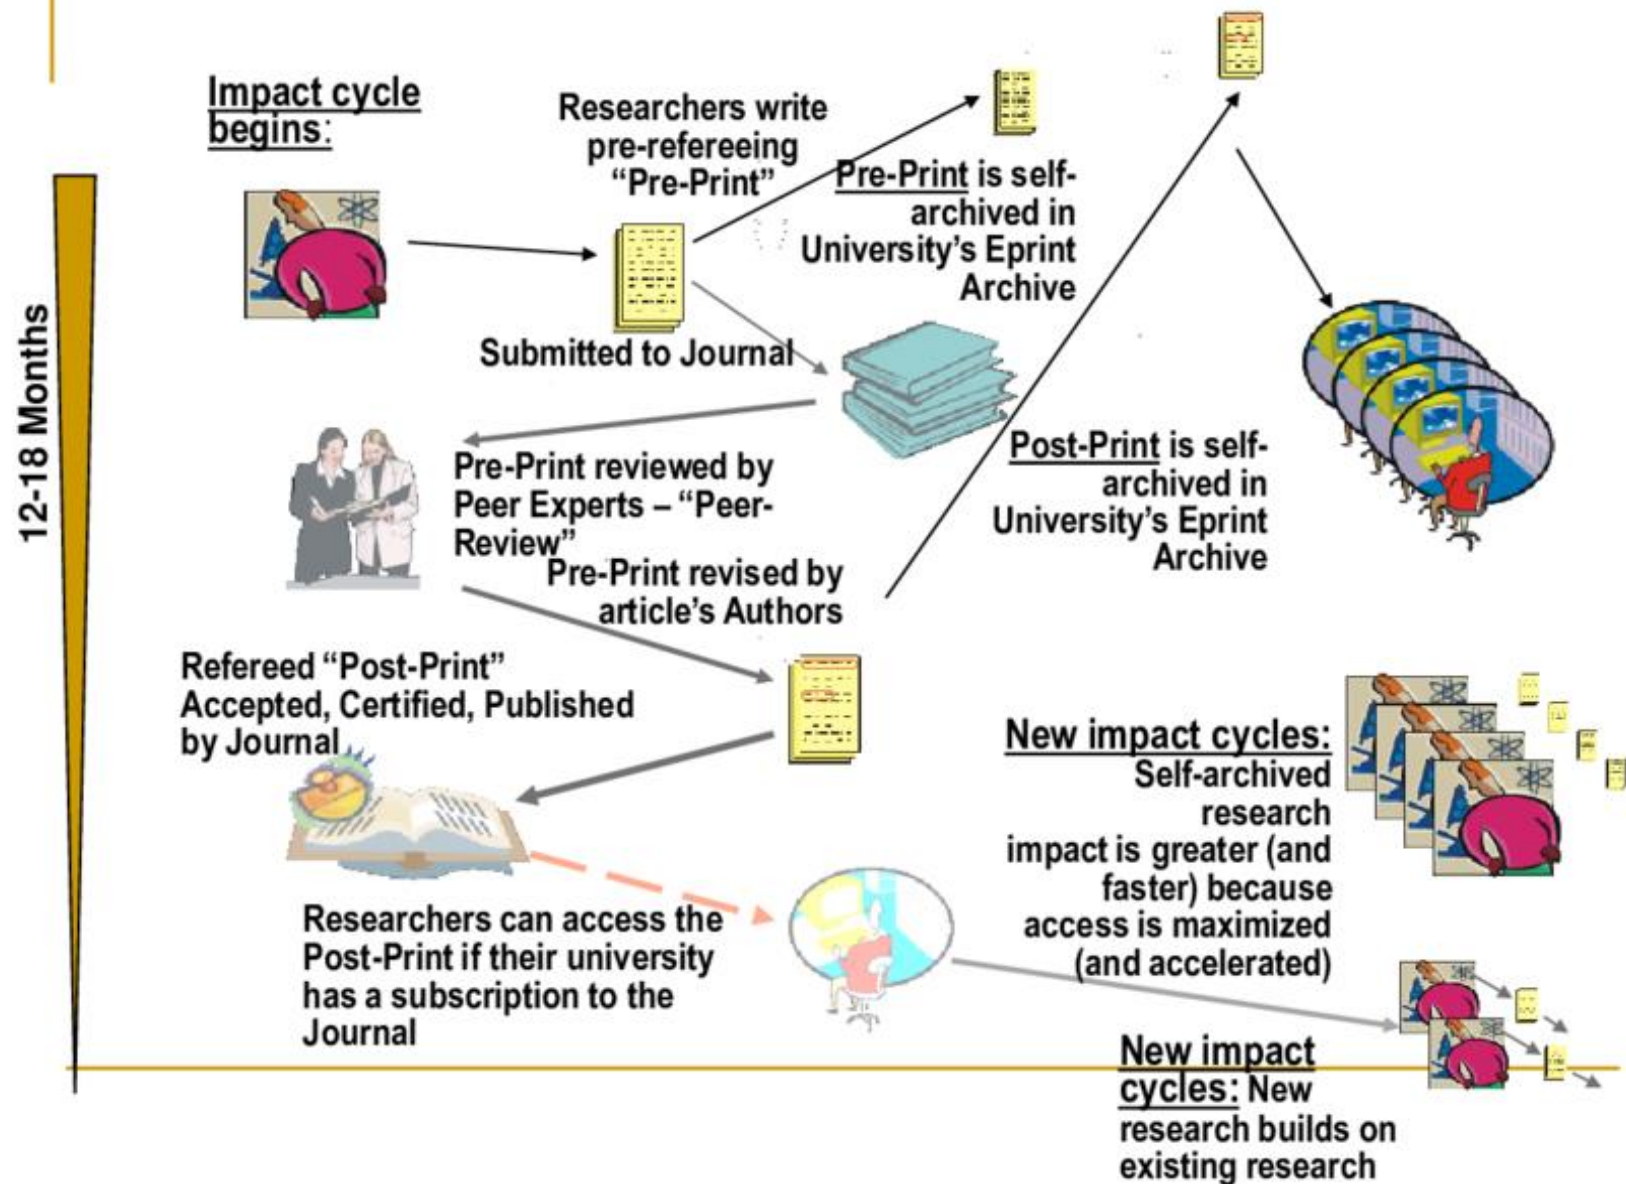 Impact cycle
begins:
Researchers write
pre-refereeing
“Pre-Print”
Pre-Print is self-
archived in
University’s Eprint
Archive
12-18 Months
Submitted to Journal
Pre-Print reviewed by
Peer Experts – “Peer-
Review”
Post-Print is self-
archived in
University’s Eprint
Archive
Pre-Print revised by
article’s Authors
Refereed “Post-Print”
Accepted, Certified, Published
by Journal
New impact cycles:
Self-archived
research
impact is greater (and
faster) because
access is maximized
(and accelerated)
Researchers can access the
Post-Print if their university
has a subscription to the
Journal
New impact
cycles: New
research builds on
existing research